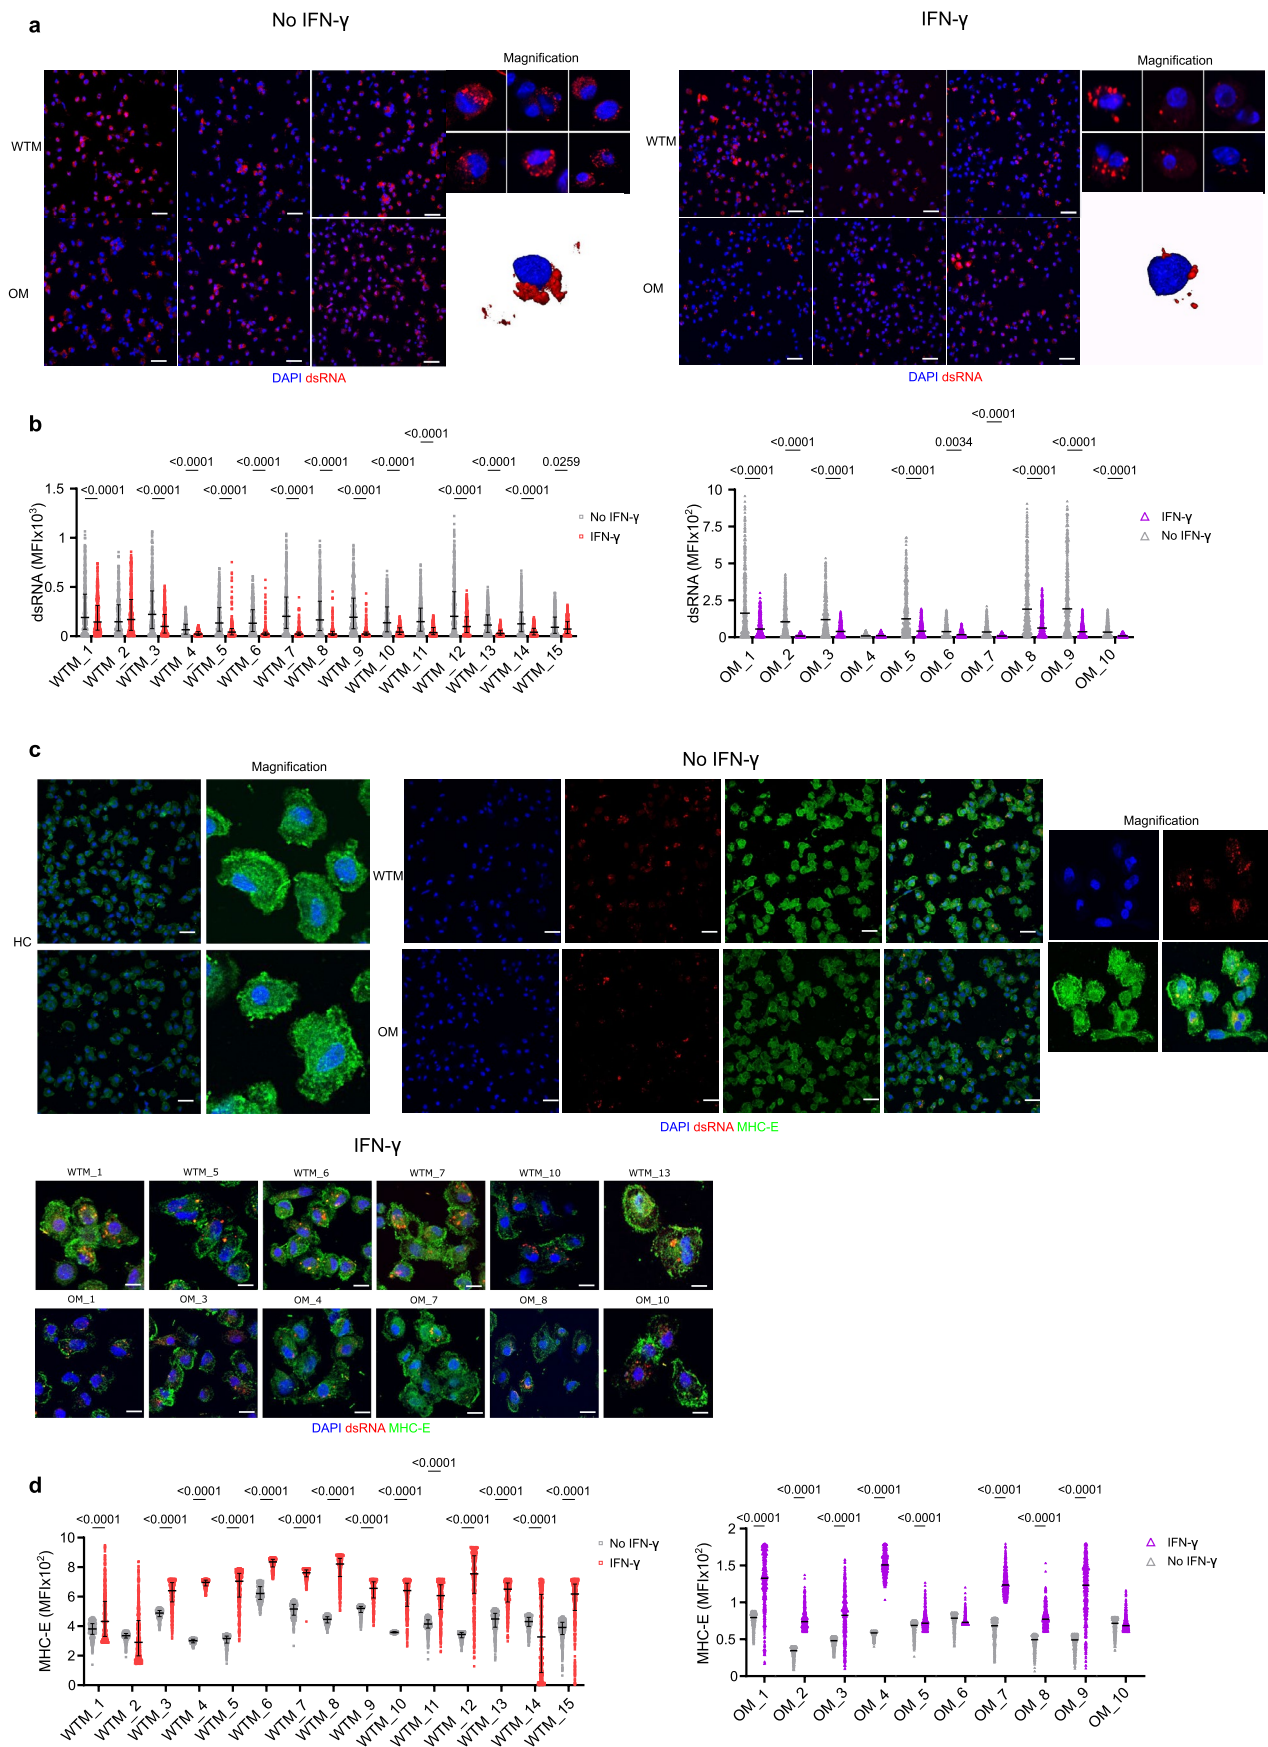 a
No IFN-γ
IFN-γ
Magnification
Magnification
WTM
WTM
OM
OM
DAPI dsRNA
DAPI dsRNA
b
<0.0001
<0.0001 <0.0001 <0.0001 <0.0001 <0.0001 0.0259
<0.0001 <0.0001 <0.0001 <0.0001 <0.0001 <0.0001 <0.0001
dsRNA (MFIx10³)
1.5
1
0.5
0
No IFN-γ
IFN-γ
WTM_1 WTM_2 WTM_3 WTM_4 WTM_5 WTM_6 WTM_7 WTM_8 WTM_9 WTM_10 WTM_11 WTM_12 WTM_13 WTM_14 WTM_15
<0.0001
<0.0001 0.0034 <0.0001
<0.0001 <0.0001 <0.0001 <0.0001 <0.0001
dsRNA (MFIx10²)
10
7.5
5
2.5
0
IFN-γ
No IFN-γ
OM_1 OM_2 OM_3 OM_4 OM_5 OM_6 OM_7 OM_8 OM_9 OM_10
c
No IFN-γ
Magnification
Magnification
HC
WTM
OM
DAPI dsRNA MHC-E
IFN-γ
WTM_1 WTM_5 WTM_6 WTM_7 WTM_10 WTM_13
OM_1 OM_3 OM_4 OM_7 OM_8 OM_10
DAPI dsRNA MHC-E
d
<0.0001
<0.0001 <0.0001 <0.0001 <0.0001 <0.0001 <0.0001
<0.0001 <0.0001 <0.0001 <0.0001 <0.0001 <0.0001 <0.0001
MHC-E (MFIx10²)
10
8
6
4
2
0
No IFN-γ
IFN-γ
WTM_1 WTM_2 WTM_3 WTM_4 WTM_5 WTM_6 WTM_7 WTM_8 WTM_9 WTM_10 WTM_11 WTM_12 WTM_13 WTM_14 WTM_15
<0.0001 <0.0001 <0.0001 <0.0001
<0.0001 <0.0001 <0.0001 <0.0001
MHC-E (MFIx10²)
2
1.5
1
0.5
0
IFN-γ
No IFN-γ
OM_1 OM_2 OM_3 OM_4 OM_5 OM_6 OM_7 OM_8 OM_9 OM_10